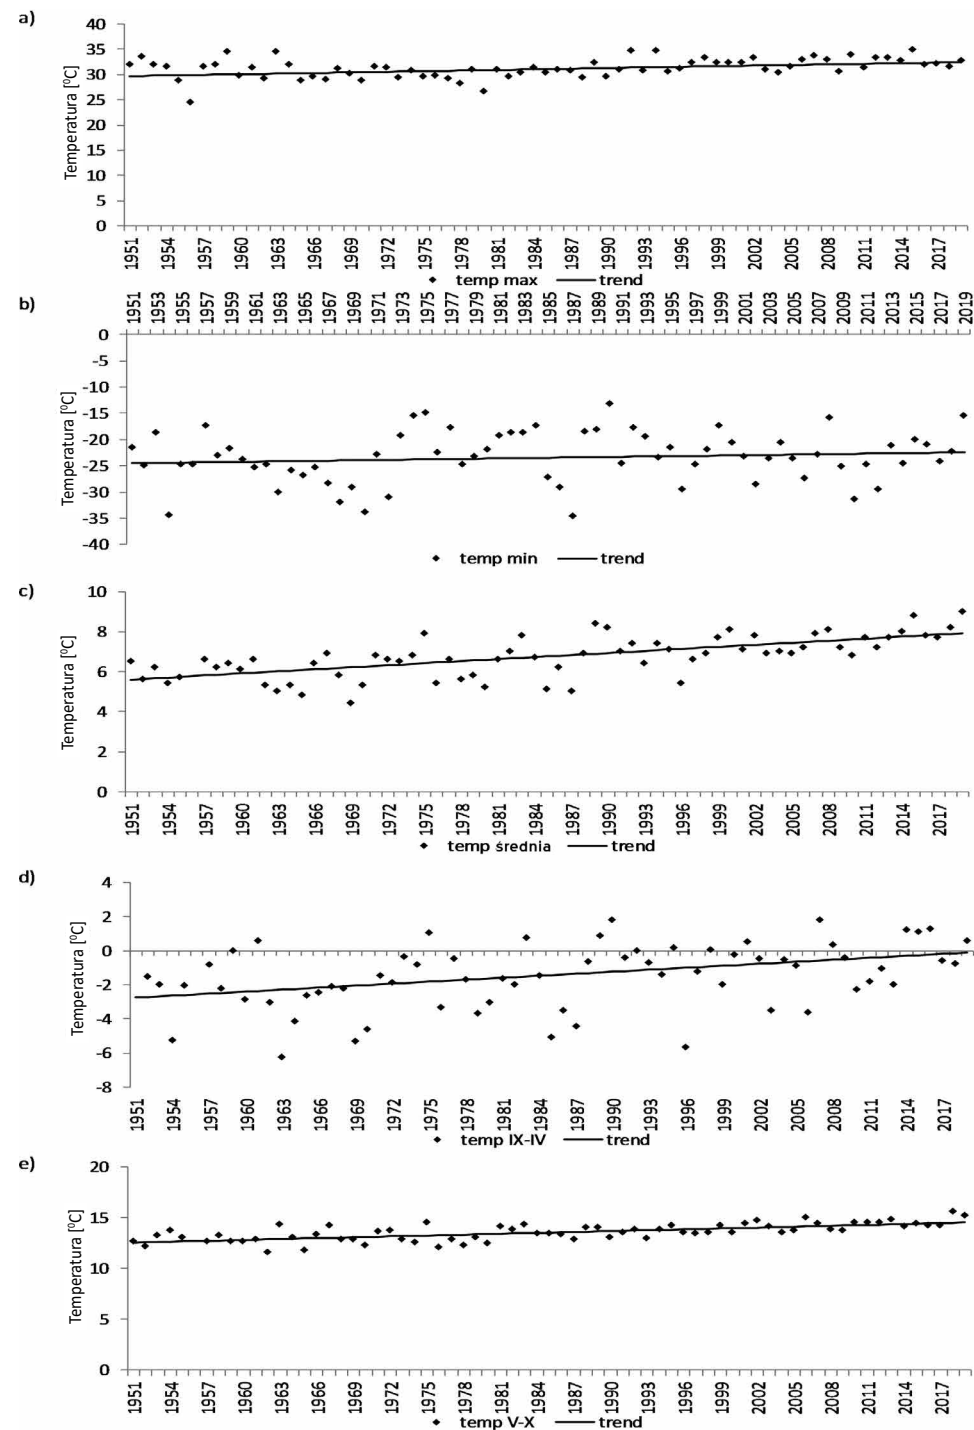 a)
Temperatura [⁰C]
40
35
30
25
20
15
10
5
0
1951 1954 1957 1960 1963 1966 1969 1972 1975 1978 1981 1984 1987 1990 1993 1996 1999 2002 2005 2008 2011 2014 2017
temp max trend
b)
1951 1953 1955 1957 1959 1961 1963 1965 1967 1969 1971 1973 1975 1977 1979 1981 1983 1985 1987 1989 1991 1993 1995 1997 1999 2001 2003 2005 2007 2009 2011 2013 2015 2017 2019
Temperatura [⁰C]
0
-5
-10
-15
-20
-25
-30
-35
-40
temp min trend
c)
Temperatura [⁰C]
10
8
6
4
2
0
1951 1954 1957 1960 1963 1966 1969 1972 1975 1978 1981 1984 1987 1990 1993 1996 1999 2002 2005 2008 2011 2014 2017
temp średnia trend
d)
Temperatura [⁰C]
4
2
0
-2
-4
-6
-8
1951 1954 1957 1960 1963 1966 1969 1972 1975 1978 1981 1984 1987 1990 1993 1996 1999 2002 2005 2008 2011 2014 2017
temp IX-IV trend
e)
Temperatura [⁰C]
20
15
10
5
0
1951 1954 1957 1960 1963 1966 1969 1972 1975 1978 1981 1984 1987 1990 1993 1996 1999 2002 2005 2008 2011 2014 2017
temp V-X trend